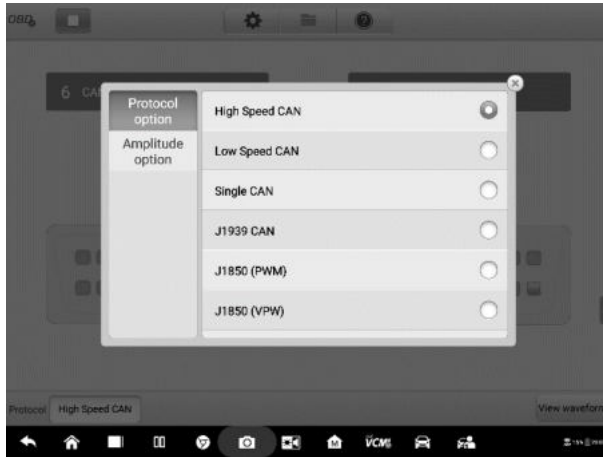 OBD
6 CA
Protocol option
High Speed CAN
Amplitude option
Low Speed CAN
Single CAN
J1939 CAN
J1850 (PWM)
J1850 (VPW)
Protocol High Speed CAN
View waveform
VCMI